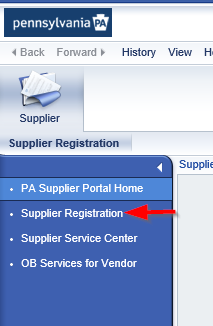 pennsylvania PA
Back Forward History View
Supplier
Supplier Registration
PA Supplier Portal Home
Supplier Registration
Supplier Service Center
OB Services for Vendor